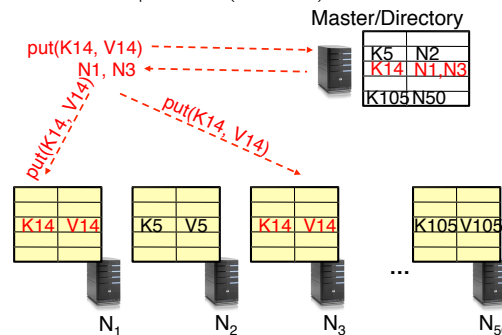 Master/Directory
put(K14, V14)
N1, N3
K5 N2
K14 N1,N3
K105 N50
put(K14, V14)
put(K14, V14)
K14 V14
K5 V5
K14 V14
K105 V105
...
N1
N2
N3
N5